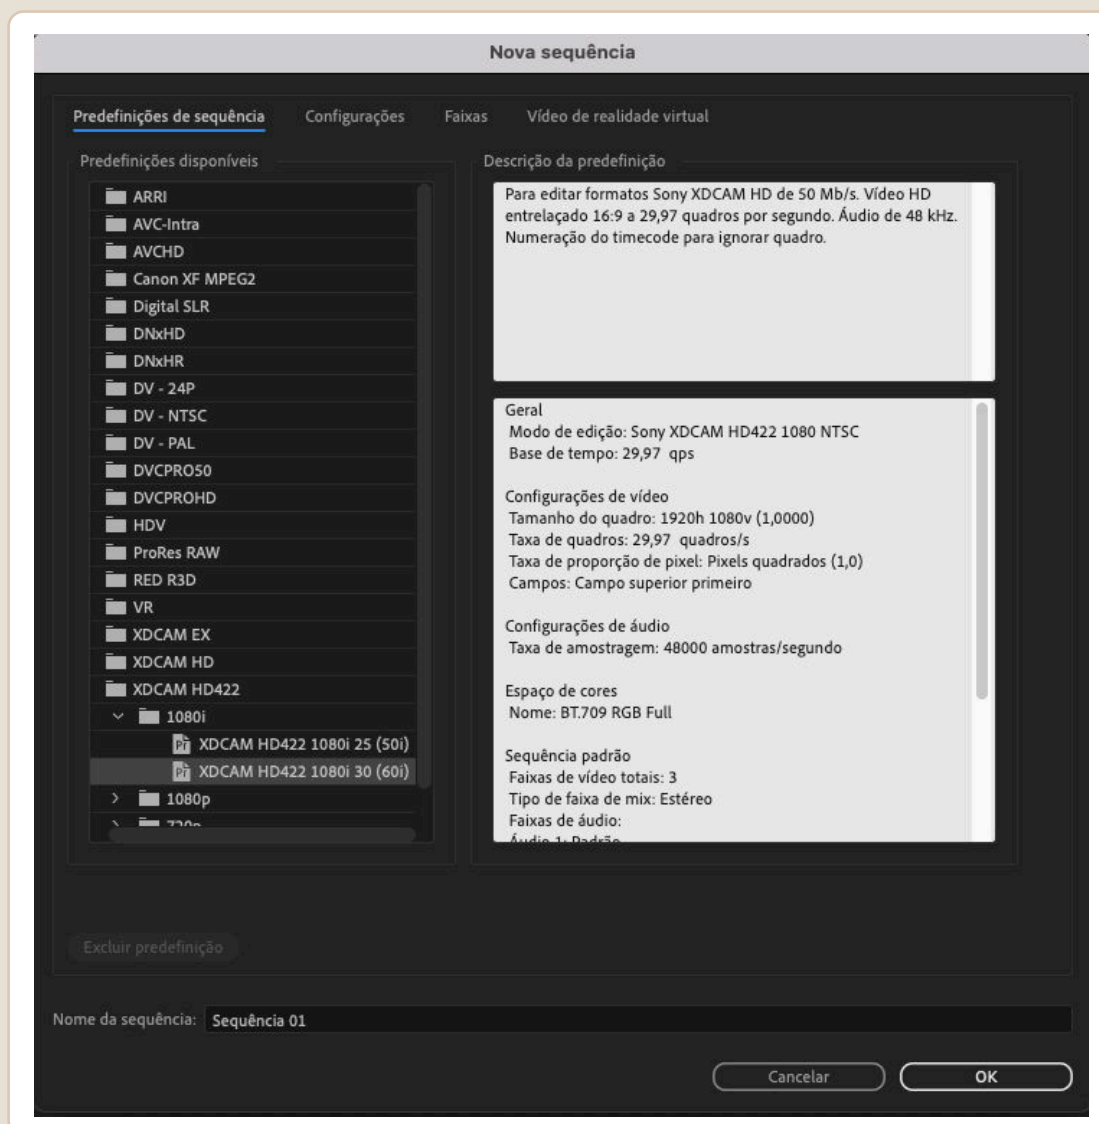 Nova sequência
Predefinições de sequência
Configurações
Faixas
Vídeo de realidade virtual
Predefinições disponíveis
ARRI
AVC-Intra
AVCHD
Canon XF MPEG2
Digital SLR
DNxHD
DNxHR
DV - 24P
DV - NTSC
DV - PAL
DVCPRO50
DVCPROHD
HDV
ProRes RAW
RED R3D
VR
XDCAM EX
XDCAM HD
XDCAM HD422
1080i
XDCAM HD422 1080i 25 (50i)
XDCAM HD422 1080i 30 (60i)
1080p
720p
Descrição da predefinição
Para editar formatos Sony XDCAM HD de 50 Mb/s. Vídeo HD
entrelaçado 16:9 a 29,97 quadros por segundo. Áudio de 48 kHz.
Numeração do timecode para ignorar quadro.
Geral
Modo de edição: Sony XDCAM HD422 1080 NTSC
Base de tempo: 29,97 qps
Configurações de vídeo
Tamanho do quadro: 1920h 1080v (1,0000)
Taxa de quadros: 29,97 quadros/s
Taxa de proporção de pixel: Pixels quadrados (1,0)
Campos: Campo superior primeiro
Configurações de áudio
Taxa de amostragem: 48000 amostras/segundo
Espaço de cores
Nome: BT.709 RGB Full
Sequência padrão
Faixas de vídeo totais: 3
Tipo de faixa de mix: Estéreo
Faixas de áudio:
Áudio 1: Padrão
Excluir predefinição
Nome da sequência: Sequência 01
Cancelar
OK